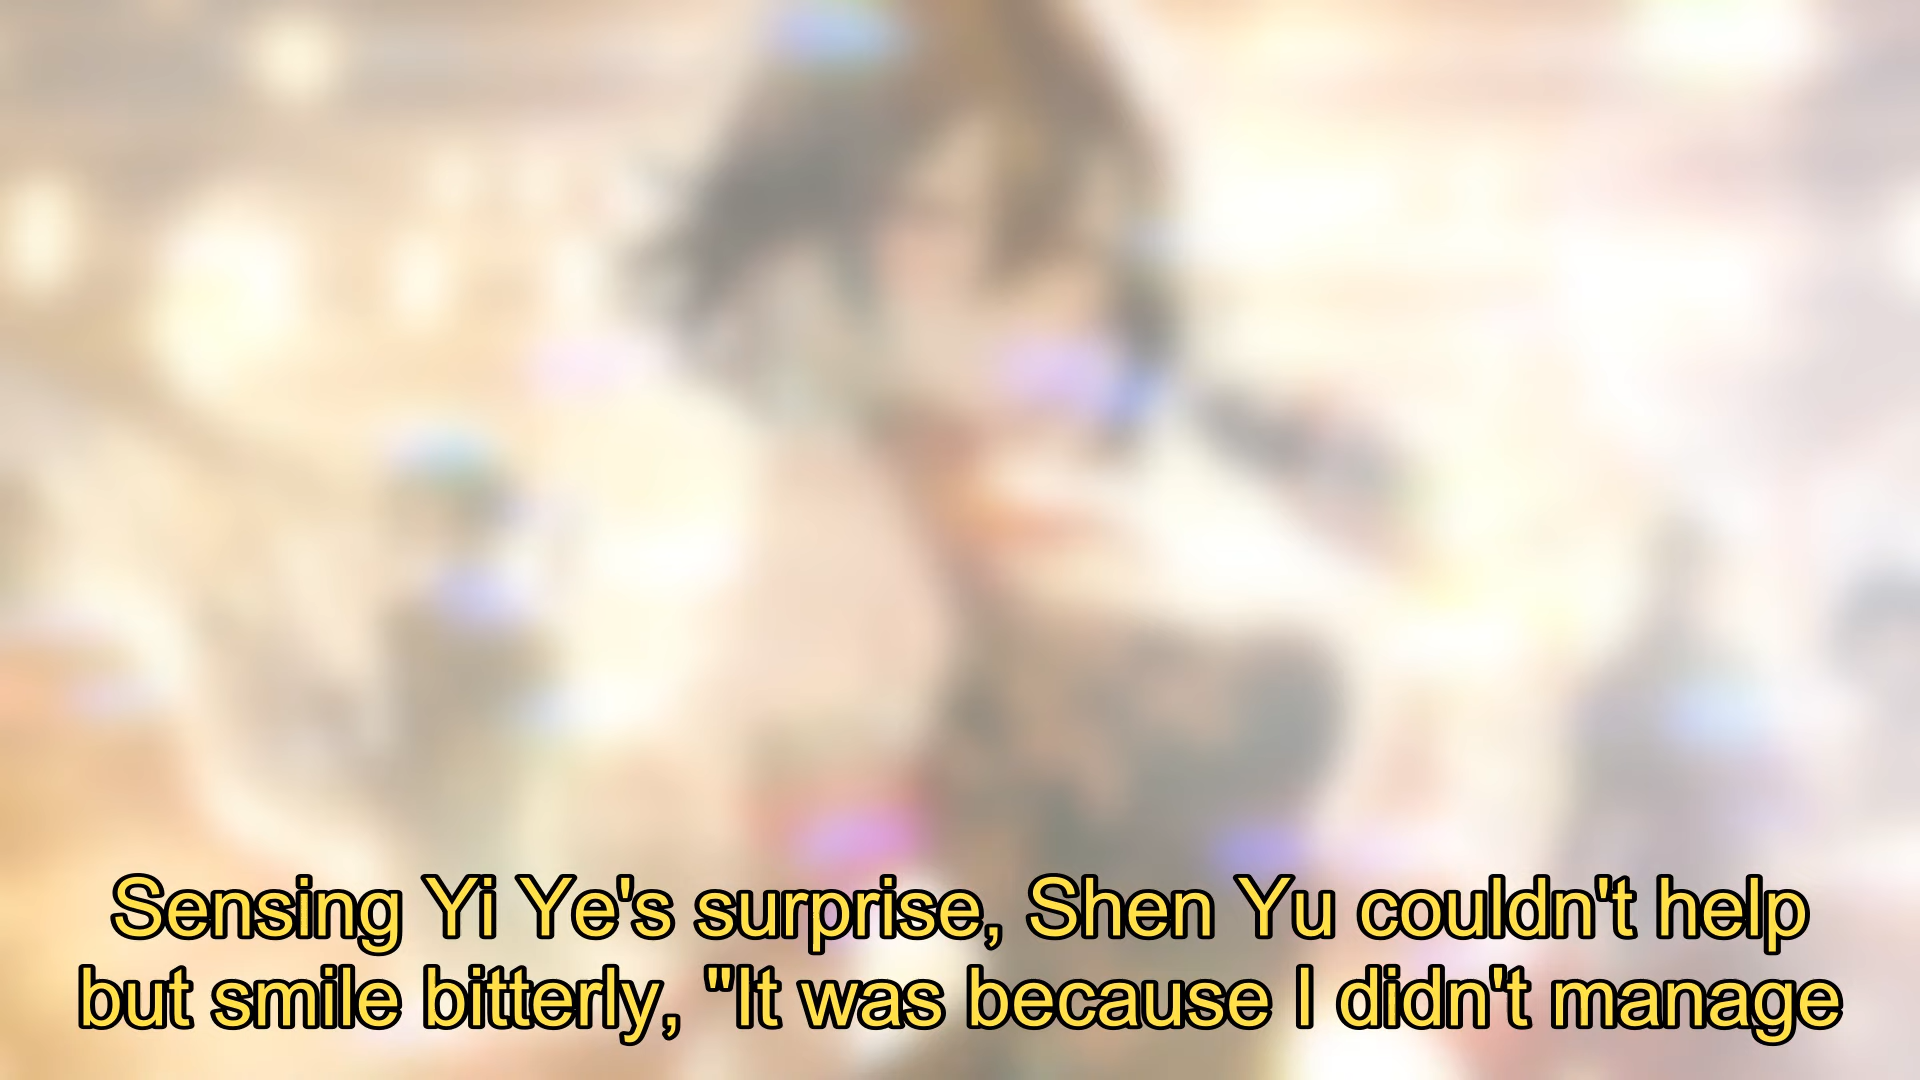 Sensing Yi Ye's surprise, Shen Yu couldn't help
but smile bitterly, "It was because I didn't manage